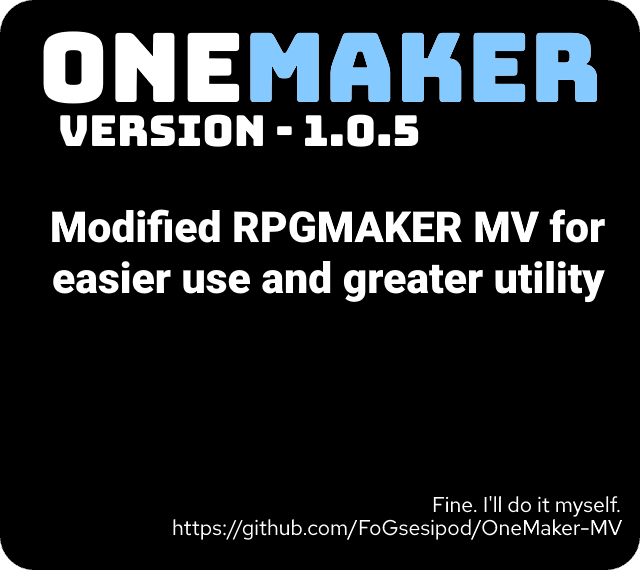 ONEMAKER
VERSION - 1.0.5
Modified RPGMAKER MV for
easier use and greater utility
Fine. I'll do it myself.
https://github.com/FoGsesipod/OneMaker-MV